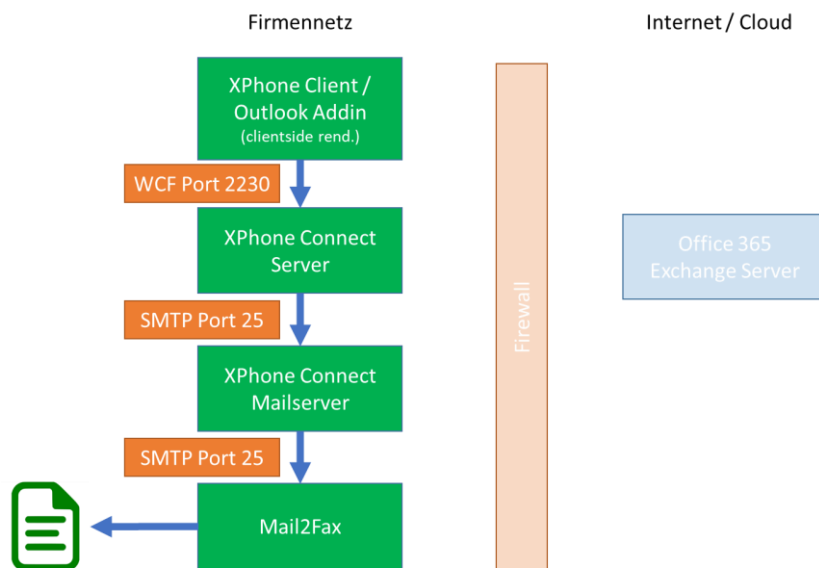 Firmennetz
Internet / Cloud
XPhone Client /
Outlook Addin
(clientside rend.)
WCF Port 2230
XPhone Connect
Server
Office 365
Exchange Server
SMTP Port 25
Firewall
XPhone Connect
Mailserver
SMTP Port 25
Mail2Fax